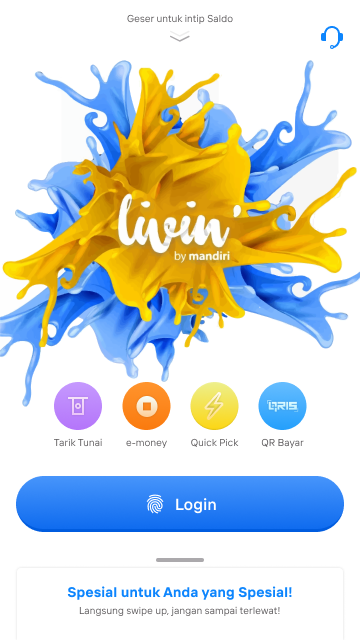 Geser untuk intip Saldo
livin'
by mandiri
Tarik Tunai
e-money
Quick Pick
QRIS
QR Bayar
Login
Spesial untuk Anda yang Spesial!
Langsung swipe up, jangan sampai terlewat!